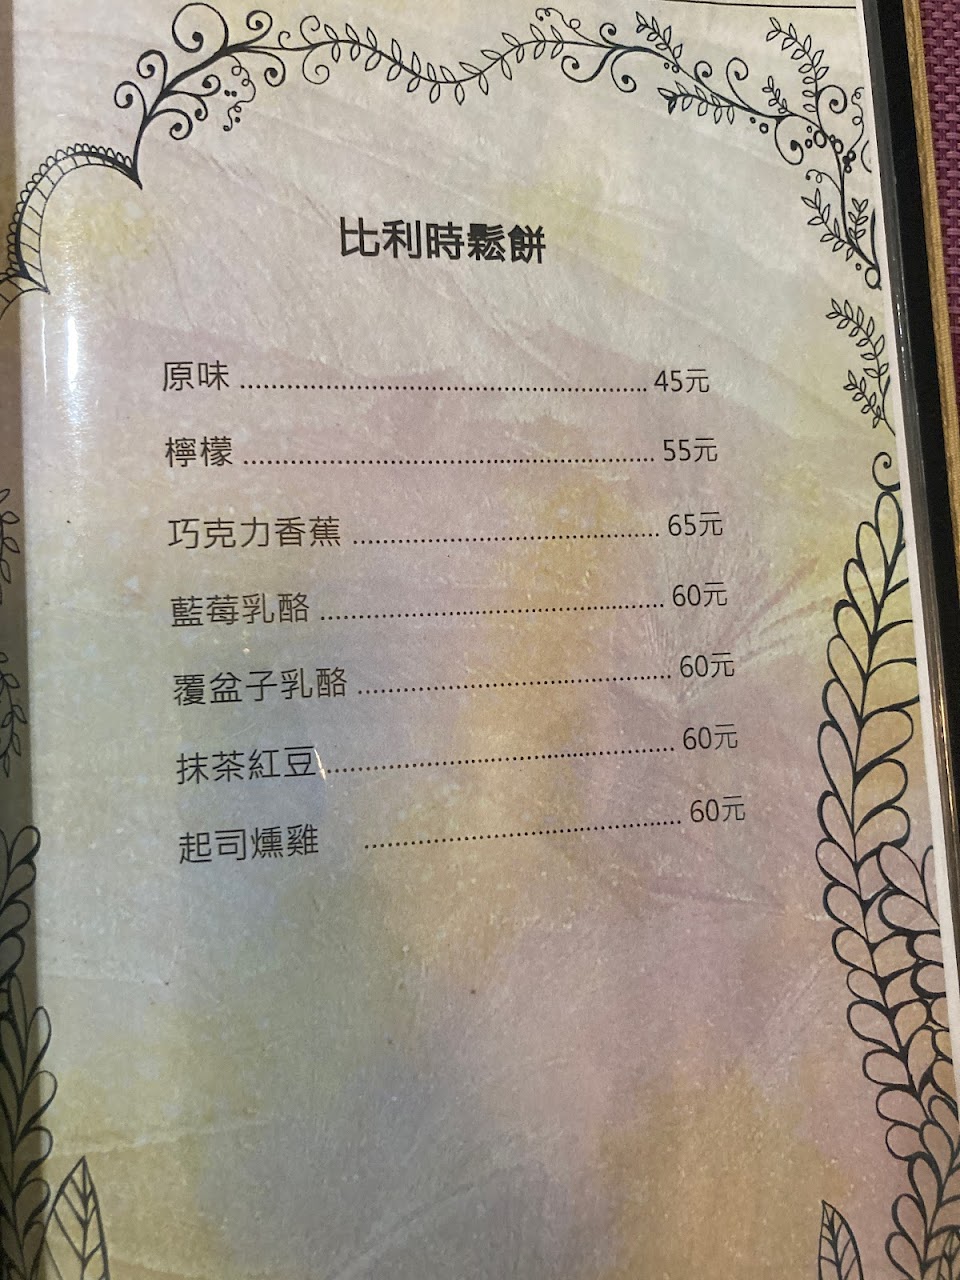 比利時鬆餅
原味 ........................................................ 45元
檸檬 ........................................................ 55元
巧克力香蕉 .......................................... 65元
藍莓乳酪 ............................................... 60元
覆盆子乳酪 .......................................... 60元
抹茶紅豆 ............................................... 60元
起司燻雞 ........................................... 60元